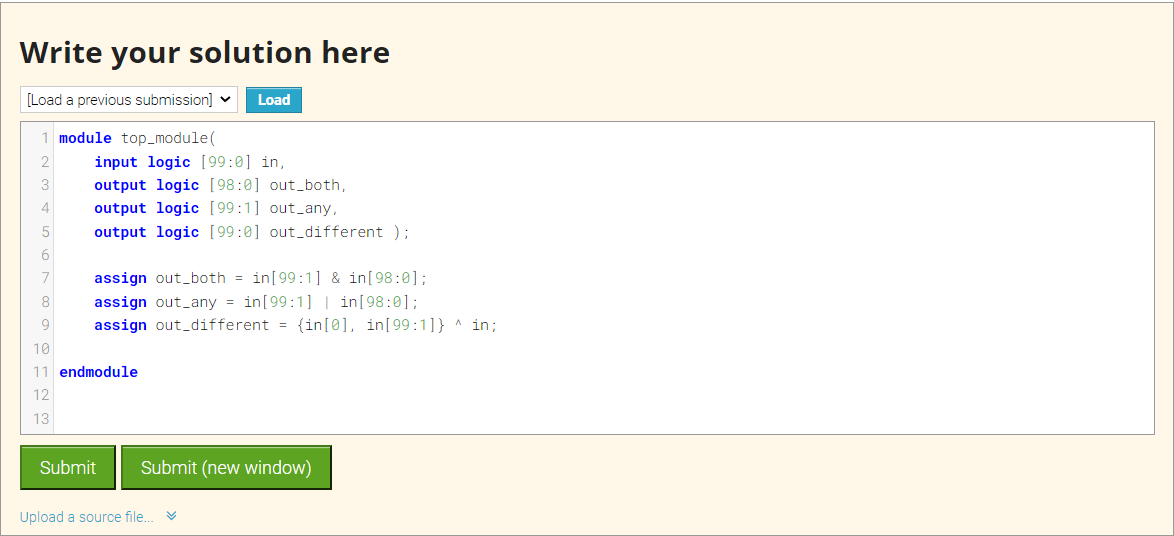 Write your solution here
[Load a previous submission] Load
1 module top_module(
2     input logic [99:0] in,
3     output logic [98:0] out_both,
4     output logic [99:1] out_any,
5     output logic [99:0] out_different );
6
7     assign out_both = in[99:1] & in[98:0];
8     assign out_any = in[99:1] | in[98:0];
9     assign out_different = {in[0], in[99:1]} ^ in;
10
11 endmodule
12
13
Submit Submit (new window)
Upload a source file...